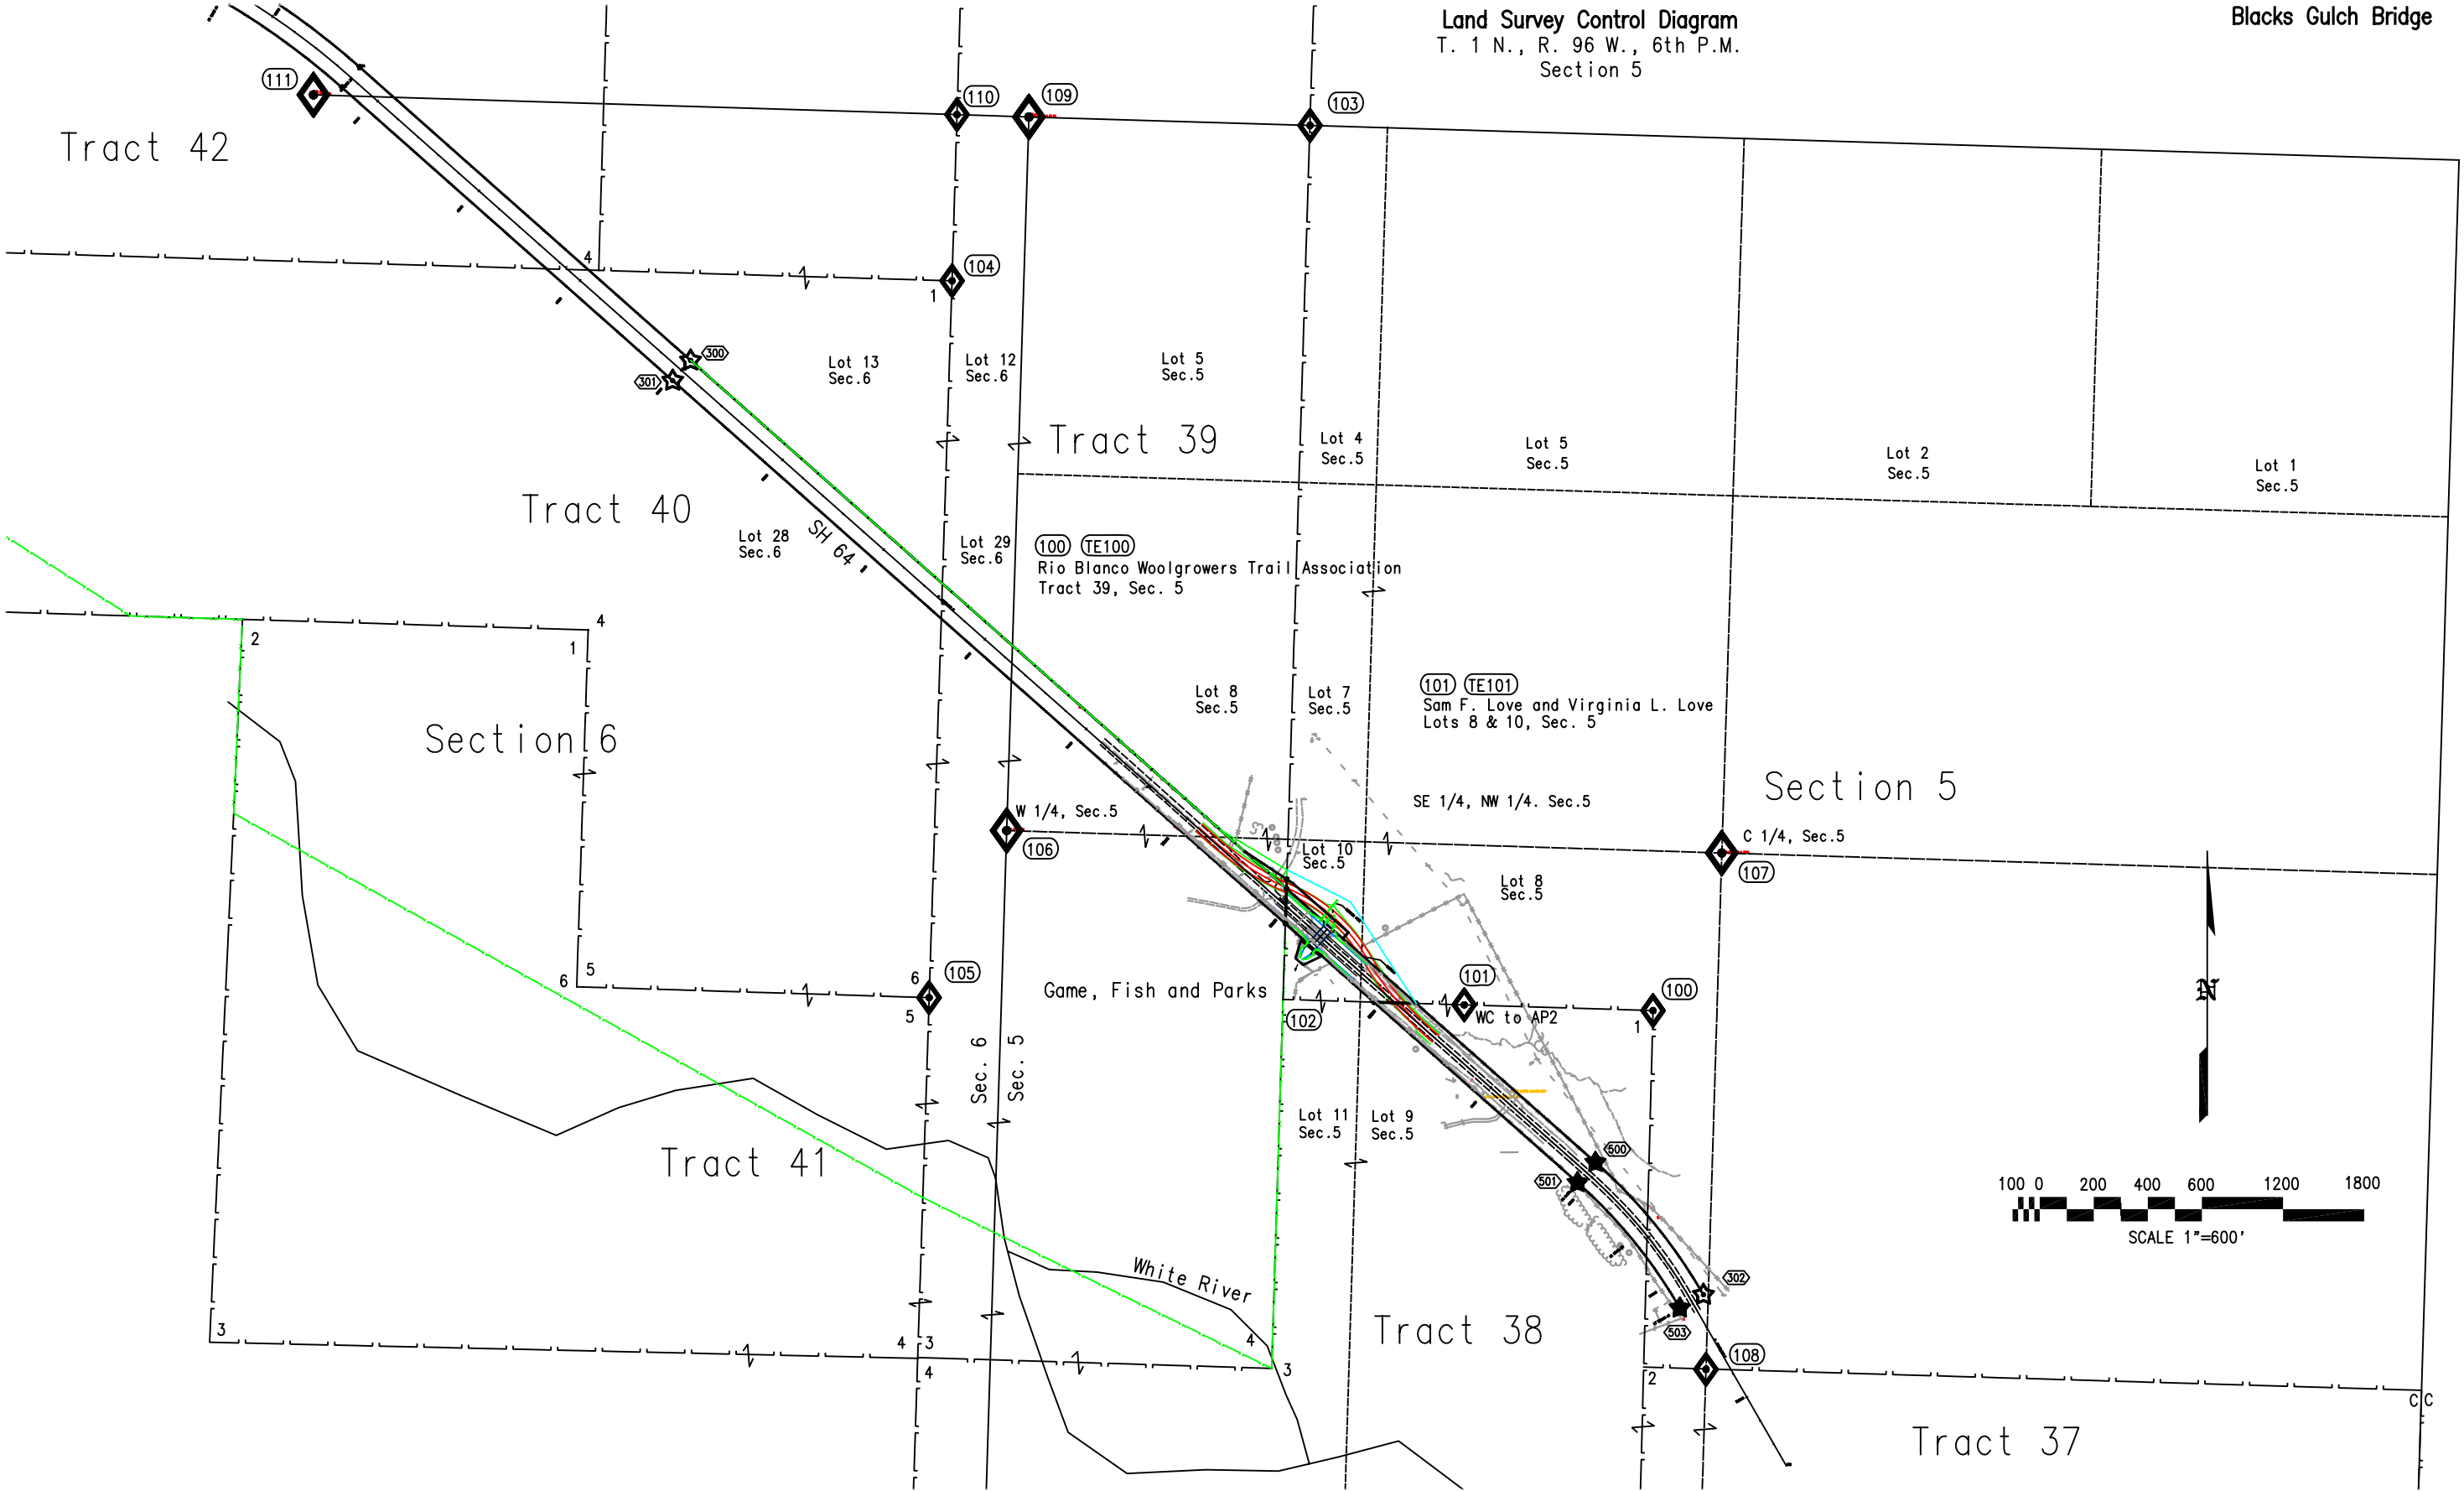 Land Survey Control Diagram
T. 1 N., R. 96 W., 6th P.M.
Section 5
Blacks Gulch Bridge
111
110
109
103
Tract 42
4
104
1
300
301
Lot 13
Sec.6
Lot 12
Sec.6
Lot 5
Sec.5
Tract 39
Lot 4
Sec.5
Lot 5
Sec.5
Lot 2
Sec.5
Lot 1
Sec.5
Tract 40
SH 64
Lot 28
Sec.6
Lot 29
Sec.6
100 TE100
Rio Blanco Woolgrowers Trail Association
Tract 39, Sec. 5
2
4
1
Section 6
Lot 8
Sec.5
Lot 7
Sec.5
101 TE101
Sam F. Love and Virginia L. Love
Lots 8 & 10, Sec. 5
Section 5
SE 1/4, NW 1/4. Sec.5
W 1/4, Sec.5
106
C 1/4, Sec.5
107
Lot 10
Sec.5
Lot 8
Sec.5
5
6
6
5
105
Game, Fish and Parks
102
101
WC to AP2
100
1
N
Sec. 6
Sec. 5
Lot 11
Sec.5
Lot 9
Sec.5
Tract 41
500
501
100 0 200 400 600 1200 1800
SCALE 1"=600'
White River
302
503
3
4
3
4
4
3
Tract 38
108
2
C C
Tract 37